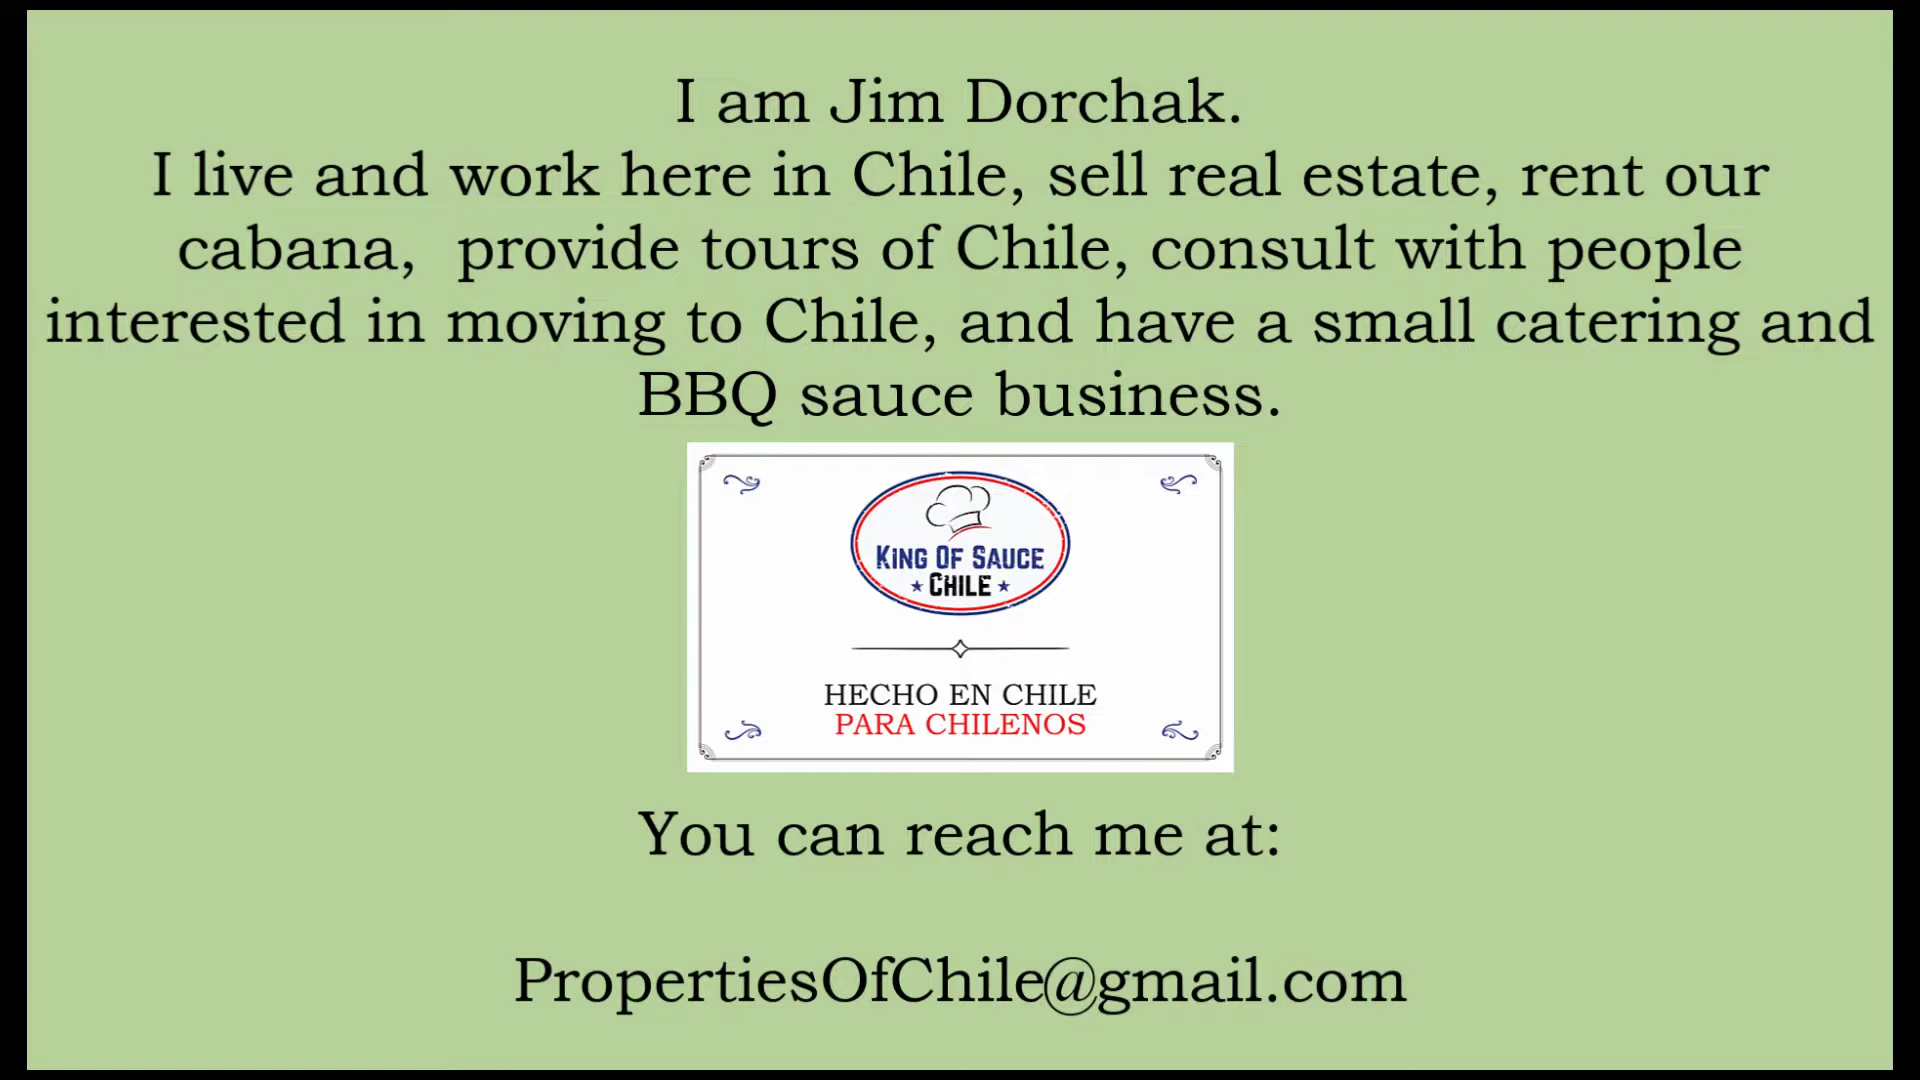 I am Jim Dorchak.
I live and work here in Chile, sell real estate, rent our
cabana,  provide tours of Chile, consult with people
interested in moving to Chile, and have a small catering and
BBQ sauce business.
KING OF SAUCE
CHILE
HECHO EN CHILE
PARA CHILENOS
You can reach me at:
PropertiesOfChile@gmail.com